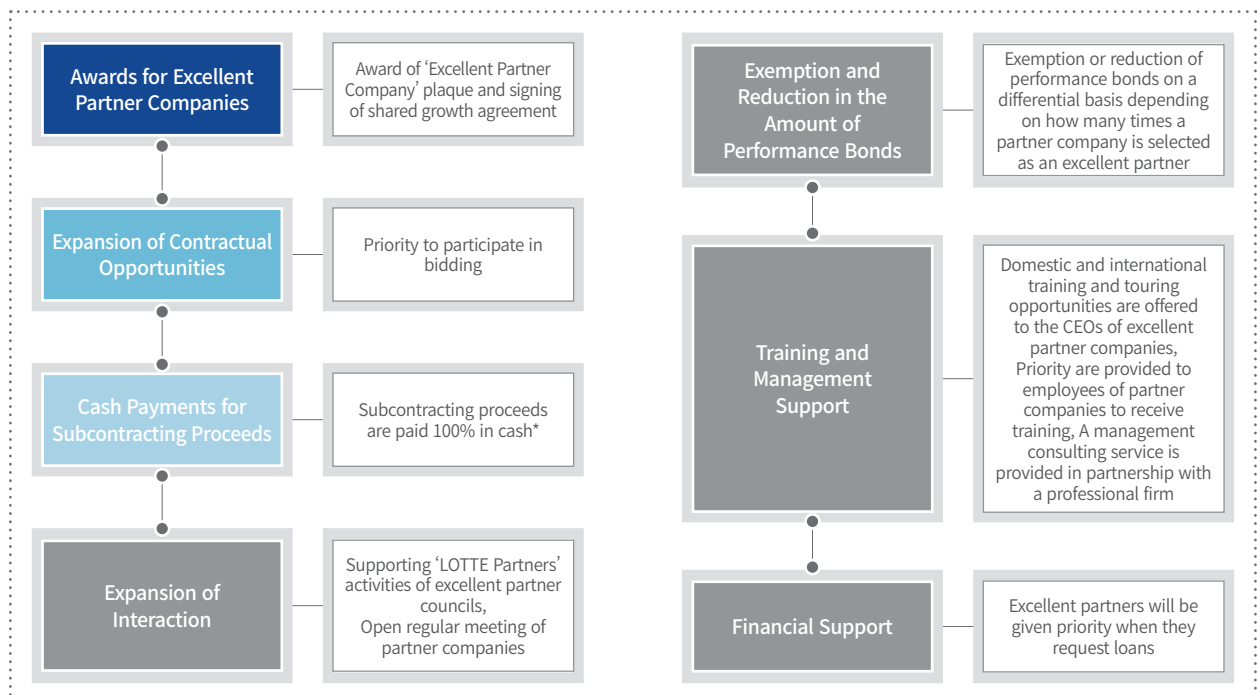 Awards for Excellent
Partner Companies
Award of ‘Excellent Partner
Company’ plaque and signing
of shared growth agreement
Expansion of Contractual
Opportunities
Priority to participate in
bidding
Cash Payments for
Subcontracting Proceeds
Subcontracting proceeds
are paid 100% in cash*
Expansion of
Interaction
Supporting ‘LOTTE Partners’
activities of excellent partner
councils,
Open regular meeting of
partner companies
Exemption and
Reduction in the
Amount of
Performance Bonds
Exemption or reduction of
performance bonds on a
differential basis depending
on how many times a
partner company is selected
as an excellent partner
Training and
Management
Support
Domestic and international
training and touring
opportunities are offered
to the CEOs of excellent
partner companies,
Priority are provided to
employees of partner
companies to receive
training, A management
consulting service is
provided in partnership with
a professional firm
Financial Support
Excellent partners will be
given priority when they
request loans